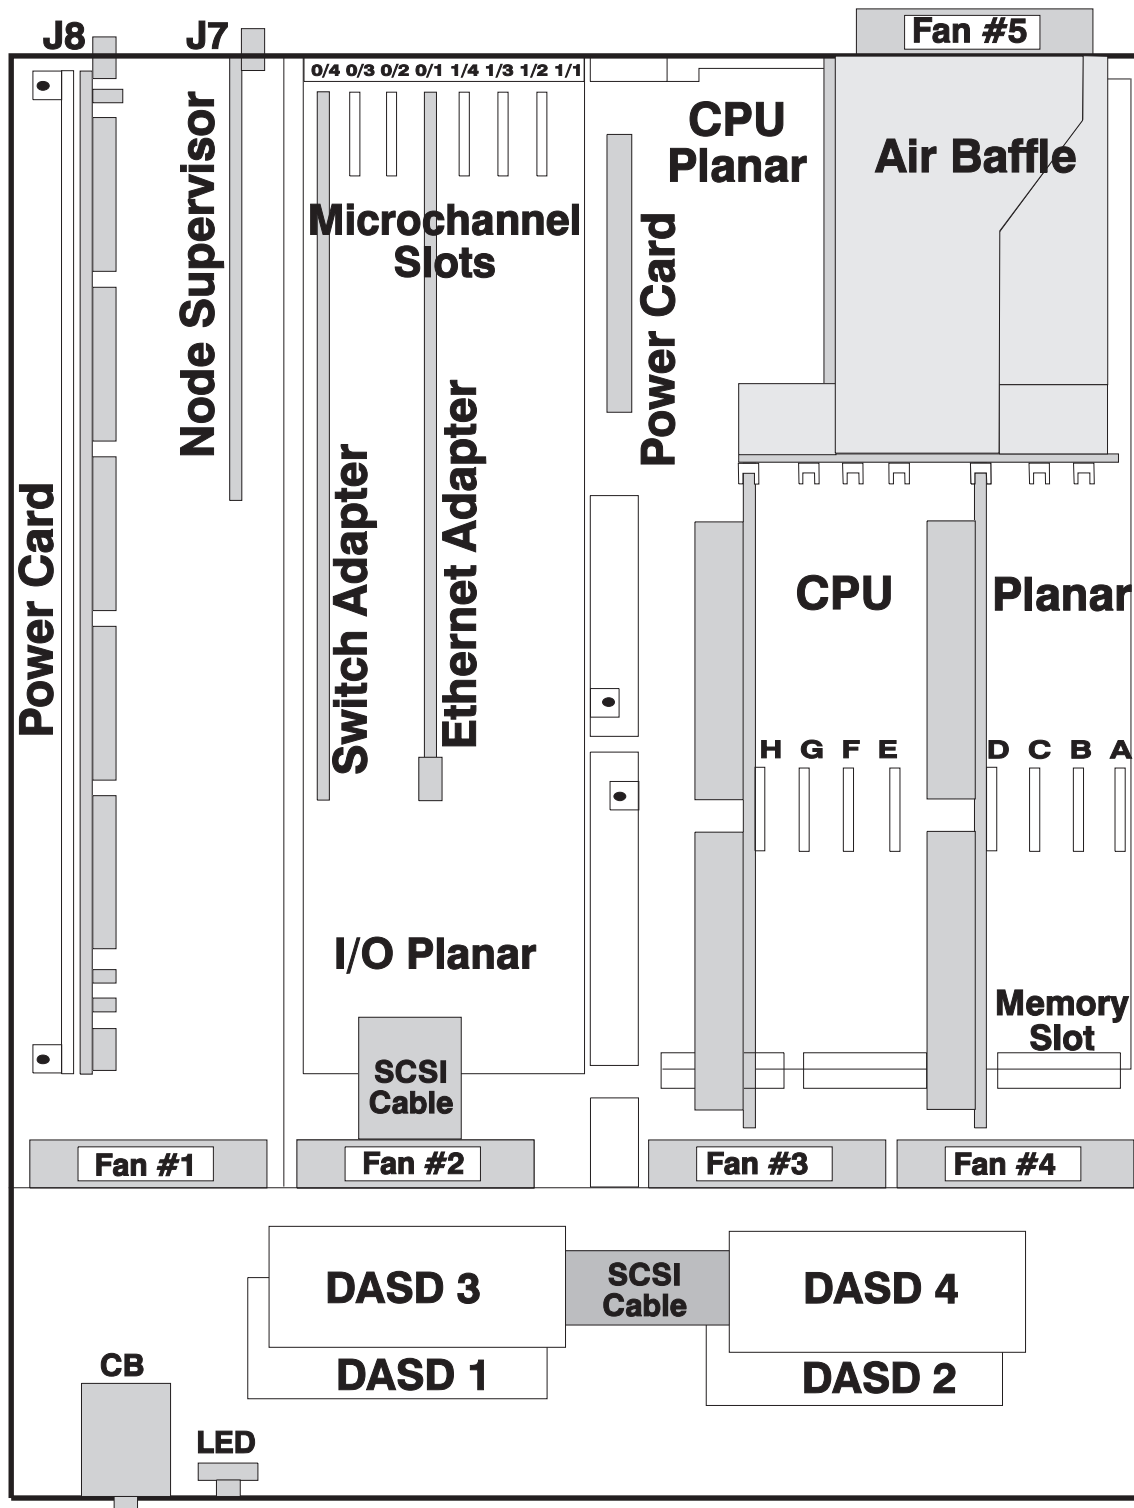 J8
J7
Fan #5
0/4 0/3 0/2 0/1 1/4 1/3 1/2 1/1
CPU
Planar
Air Baffle
Node Supervisor
Microchannel
Slots
Power Card
Power Card
Switch Adapter
Ethernet Adapter
CPU Planar
H G F E D C B A
I/O Planar
Memory
Slot
SCSI
Cable
Fan #1
Fan #2
Fan #3
Fan #4
DASD 3
SCSI
Cable
DASD 4
DASD 1
DASD 2
CB
LED